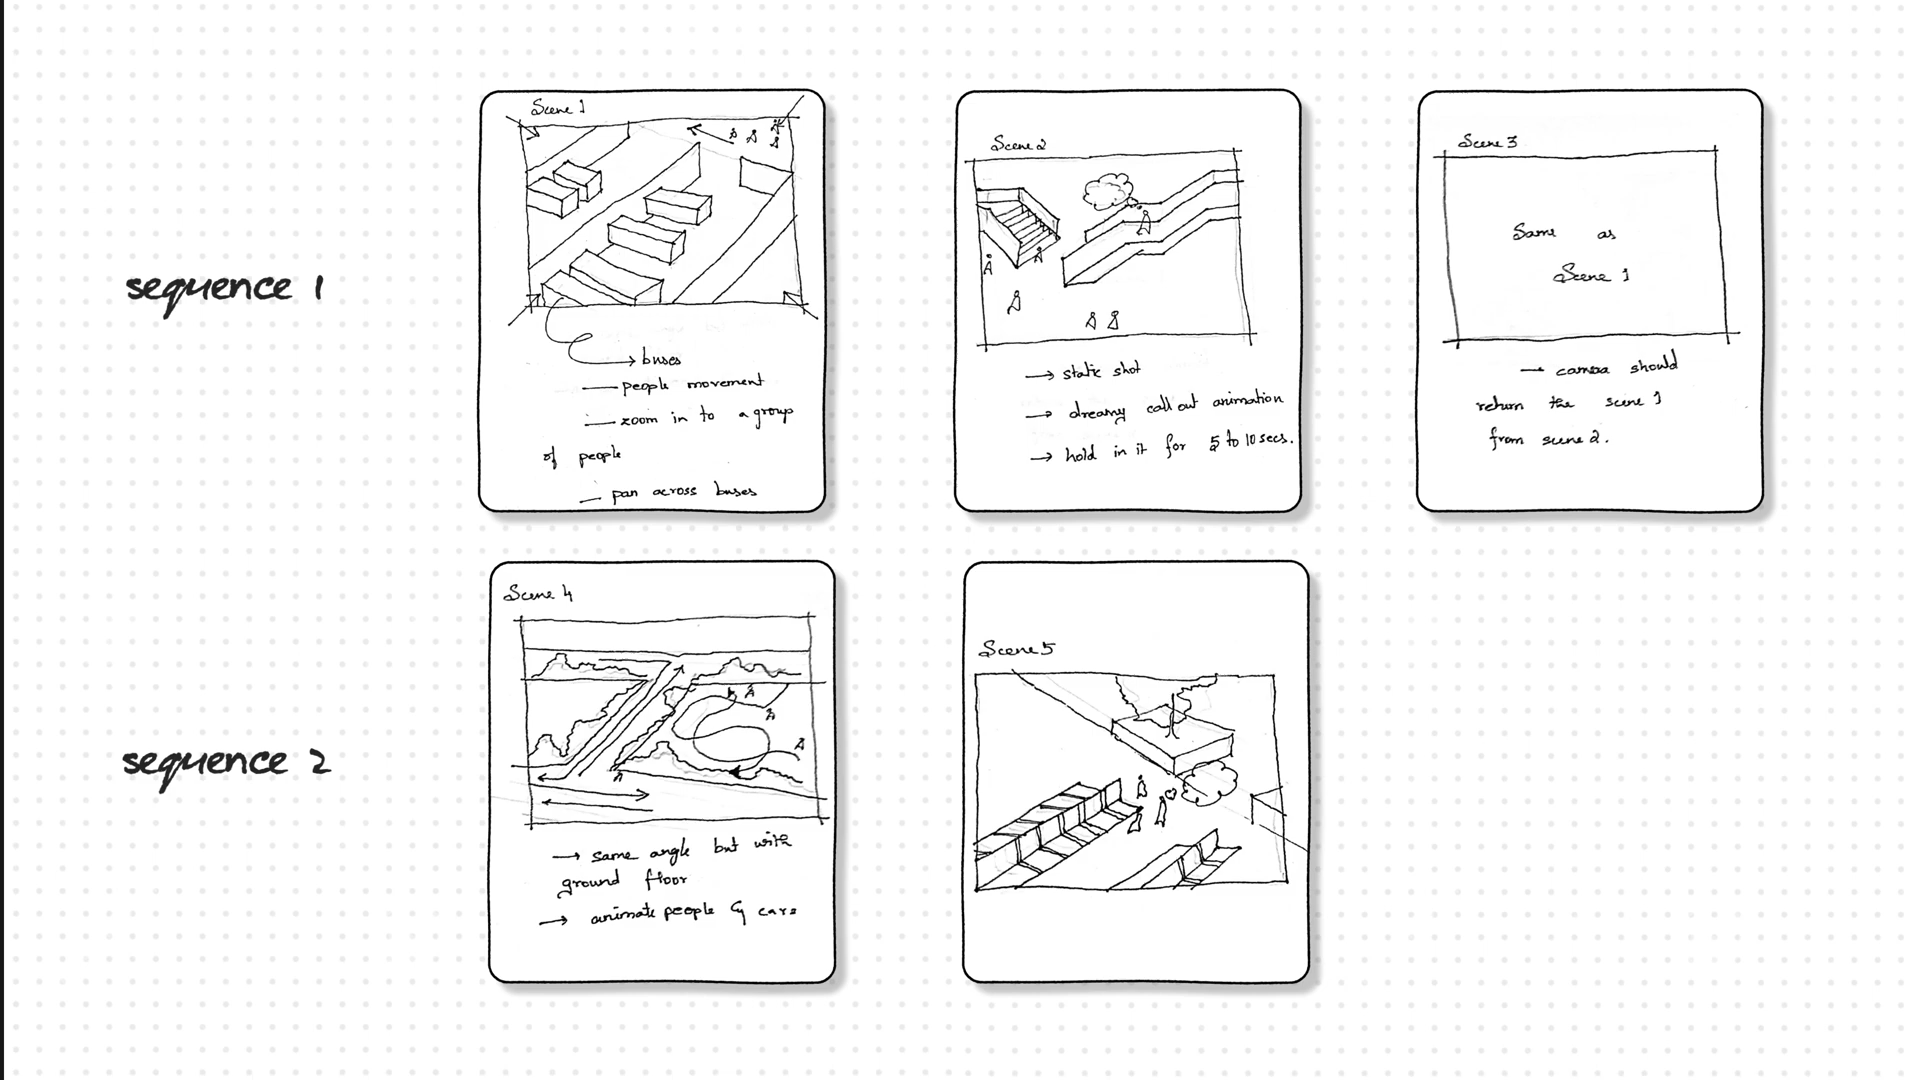 sequence 1
Scene 1
buses
people movement
zoom in to a group
of people
pan across buses
Scene 2
→ static shot
→ dreamy call out animation
→ hold in it for 5 to 10 secs.
Scene 3
Same as
Scene 1
camera should
return the scene 1
from scene 2.
sequence 2
Scene 4
→ same angle but with
ground floor
→ animate people & cars
Scene 5